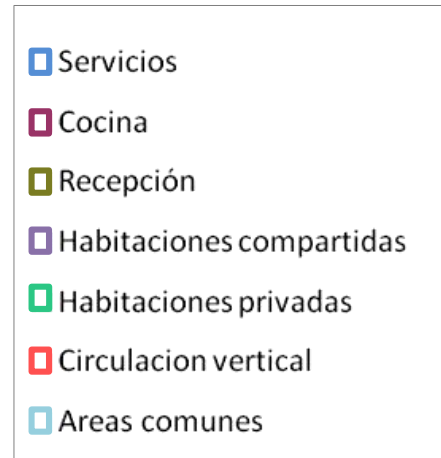 Servicios
Cocina
Recepción
Habitaciones compartidas
Habitaciones privadas
Circulacion vertical
Areas comunes